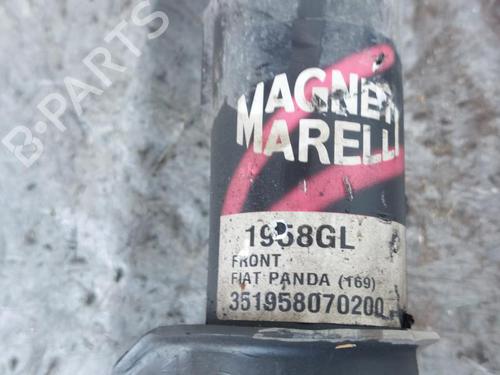 B-PARTS
MAGNETI
MARELLI
1958GL
FRONT
FIAT PANDA (169)
351958070200